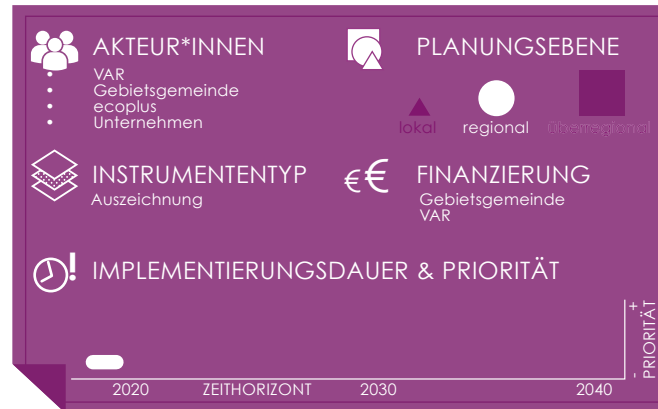 AKTEUR*INNEN
• VAR
• Gebietsgemeinde
• ecoplus
• Unternehmen
PLANUNGSEBENE
lokal regional überregional
INSTRUMENTENTYP
Auszeichnung
€€ FINANZIERUNG
Gebietsgemeinde
VAR
! IMPLEMENTIERUNGSDAUER & PRIORITÄT
- PRIORITÄT +
2020 ZEITHORIZONT 2030 2040